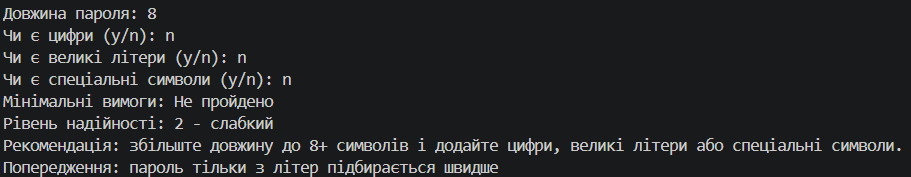 Довжина пароля: 8
Чи є цифри (y/n): n
Чи є великі літери (y/n): n
Чи є спеціальні символи (y/n): n
Мінімальні вимоги: Не пройдено
Рівень надійності: 2 - слабкий
Рекомендація: збільште довжину до 8+ символів і додайте цифри, великі літери або спеціальні символи.
Попередження: пароль тільки з літер підбирається швидше